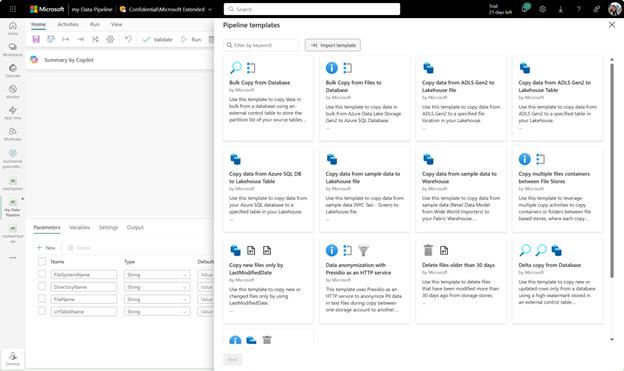 Microsoft my-Data-Pipeline Confidential\Microsoft Extended
Search
Trial:
21 days left
Home
Workspaces
OneLake
Monitor
Real-Time
Workloads
newPipeline
my-Data-
Pipeline
Develop
Home Activities Run View
Validate Run
Summary by Copilot
Parameters Variables Settings Output
New Delete
Name Type Default
FileSystemName String Value
DirectoryName String Value
FileName String Value
LHTableName String Value
Pipeline templates
Filter by keyword
Import template
Bulk Copy from Database
by Microsoft
Use this template to copy data in
bulk from a database using an
external control table to store the
partition list of your source tables...
...
Bulk Copy from Files to
Database
by Microsoft
Use this template to copy data in
bulk from Azure Data Lake Storage
Gen2 to Azure SQL Database.
...
Copy data from ADLS Gen2 to
Lakehouse file
by Microsoft
Use this template to copy data from
ADLS Gen2 to a specified file
location in your Lakehouse.
...
Copy data from ADLS Gen2 to
Lakehouse Table
by Microsoft
Use this template to copy data from
ADLS Gen2 to a specified table in
your Lakehouse.
...
Copy data from Azure SQL DB
to Lakehouse Table
by Microsoft
Use this template to copy data from
your Azure SQL database to a
specified table in your Lakehouse.
...
Copy data from sample data to
Lakehouse file
by Microsoft
Use this template to copy data from
sample data (NYC Taxi - Green) to
Lakehouse file.
...
Copy data from sample data to
Warehouse
by Microsoft
Use this template to copy data from
sample data (Retail Data Model
from Wide World Importers) to
your Fabric Warehouse...
Copy multiple files containers
between File Stores
by Microsoft
Use this template to leverage
multiple copy activities to copy
containers or folders between file
based stores, where each copy...
Copy new files only by
LastModifiedDate
by Microsoft
Use this template to copy new or
changed files only by using
LastModifiedDate.
...
Data anonymization with
Presidio as an HTTP service
by Microsoft
This template uses Presidio as an
HTTP service to anonymize PII data
in text files during copy between
one storage account to another...
Delete files older than 30 days
by Microsoft
Use this template to delete files
that have been modified more than
30 days ago from storage stores.
...
Delta copy from Database
by Microsoft
Use this template to copy new or
updated rows only from a database
using a high-watermark stored in
an external control table...
Next